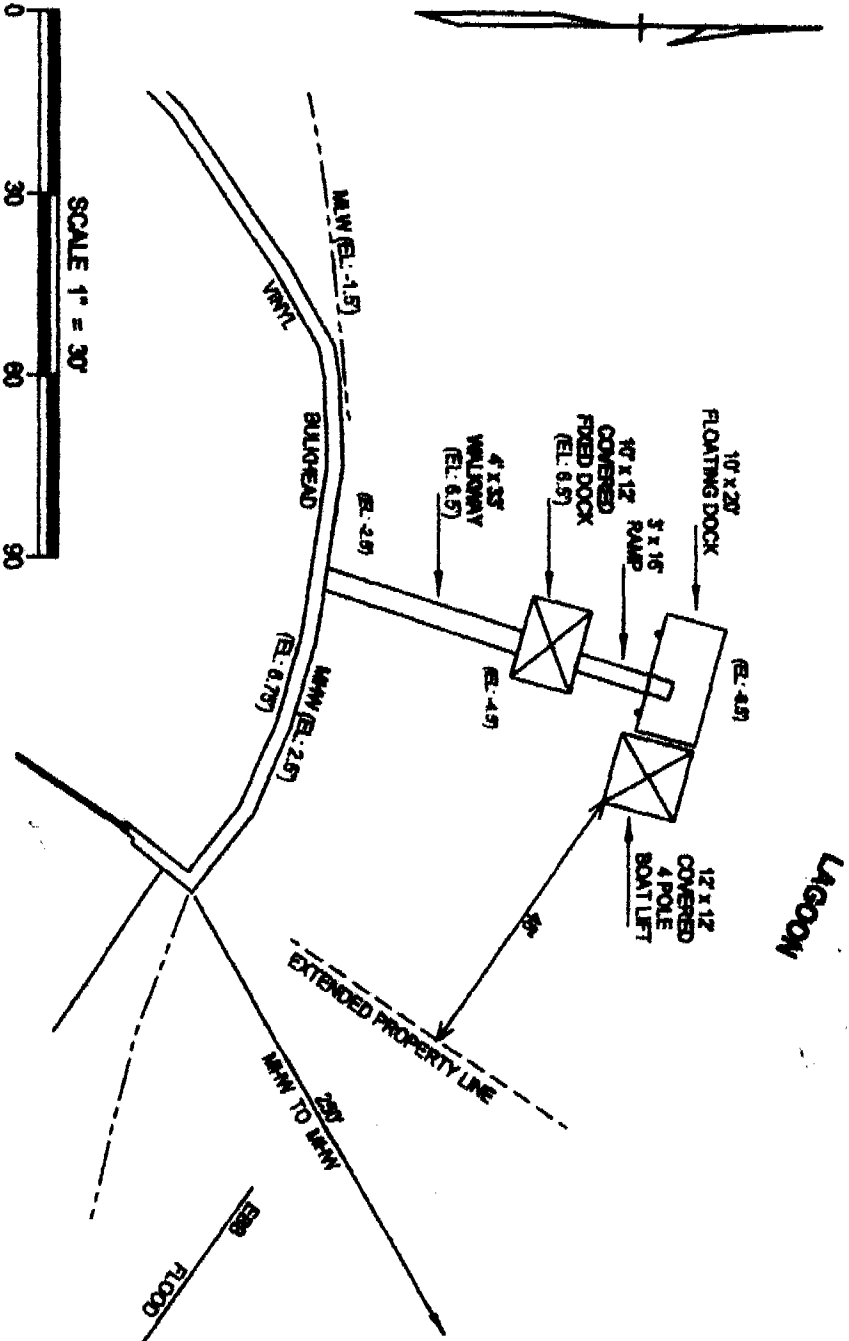 LAGOON
10' x 20'
FLOATING DOCK
(EL: -8.5')
3' x 16'
RAMP
10' x 12'
COVERED
FIXED DOCK
(EL: 6.5')
12' x 12'
COVERED
4 POLE
BOAT LIFT
4' x 33'
WALKWAY
(EL: 6.5')
(EL: -4.5')
(EL: -2.5')
MLW (EL: -1.5')
MHW (EL: 2.5')
(EL: 6.75')
VINYL
BULKHEAD
EXTENDED PROPERTY LINE
250'
MHW TO MHW
EBB
FLOOD
SCALE 1" = 30'
0 30 60 90